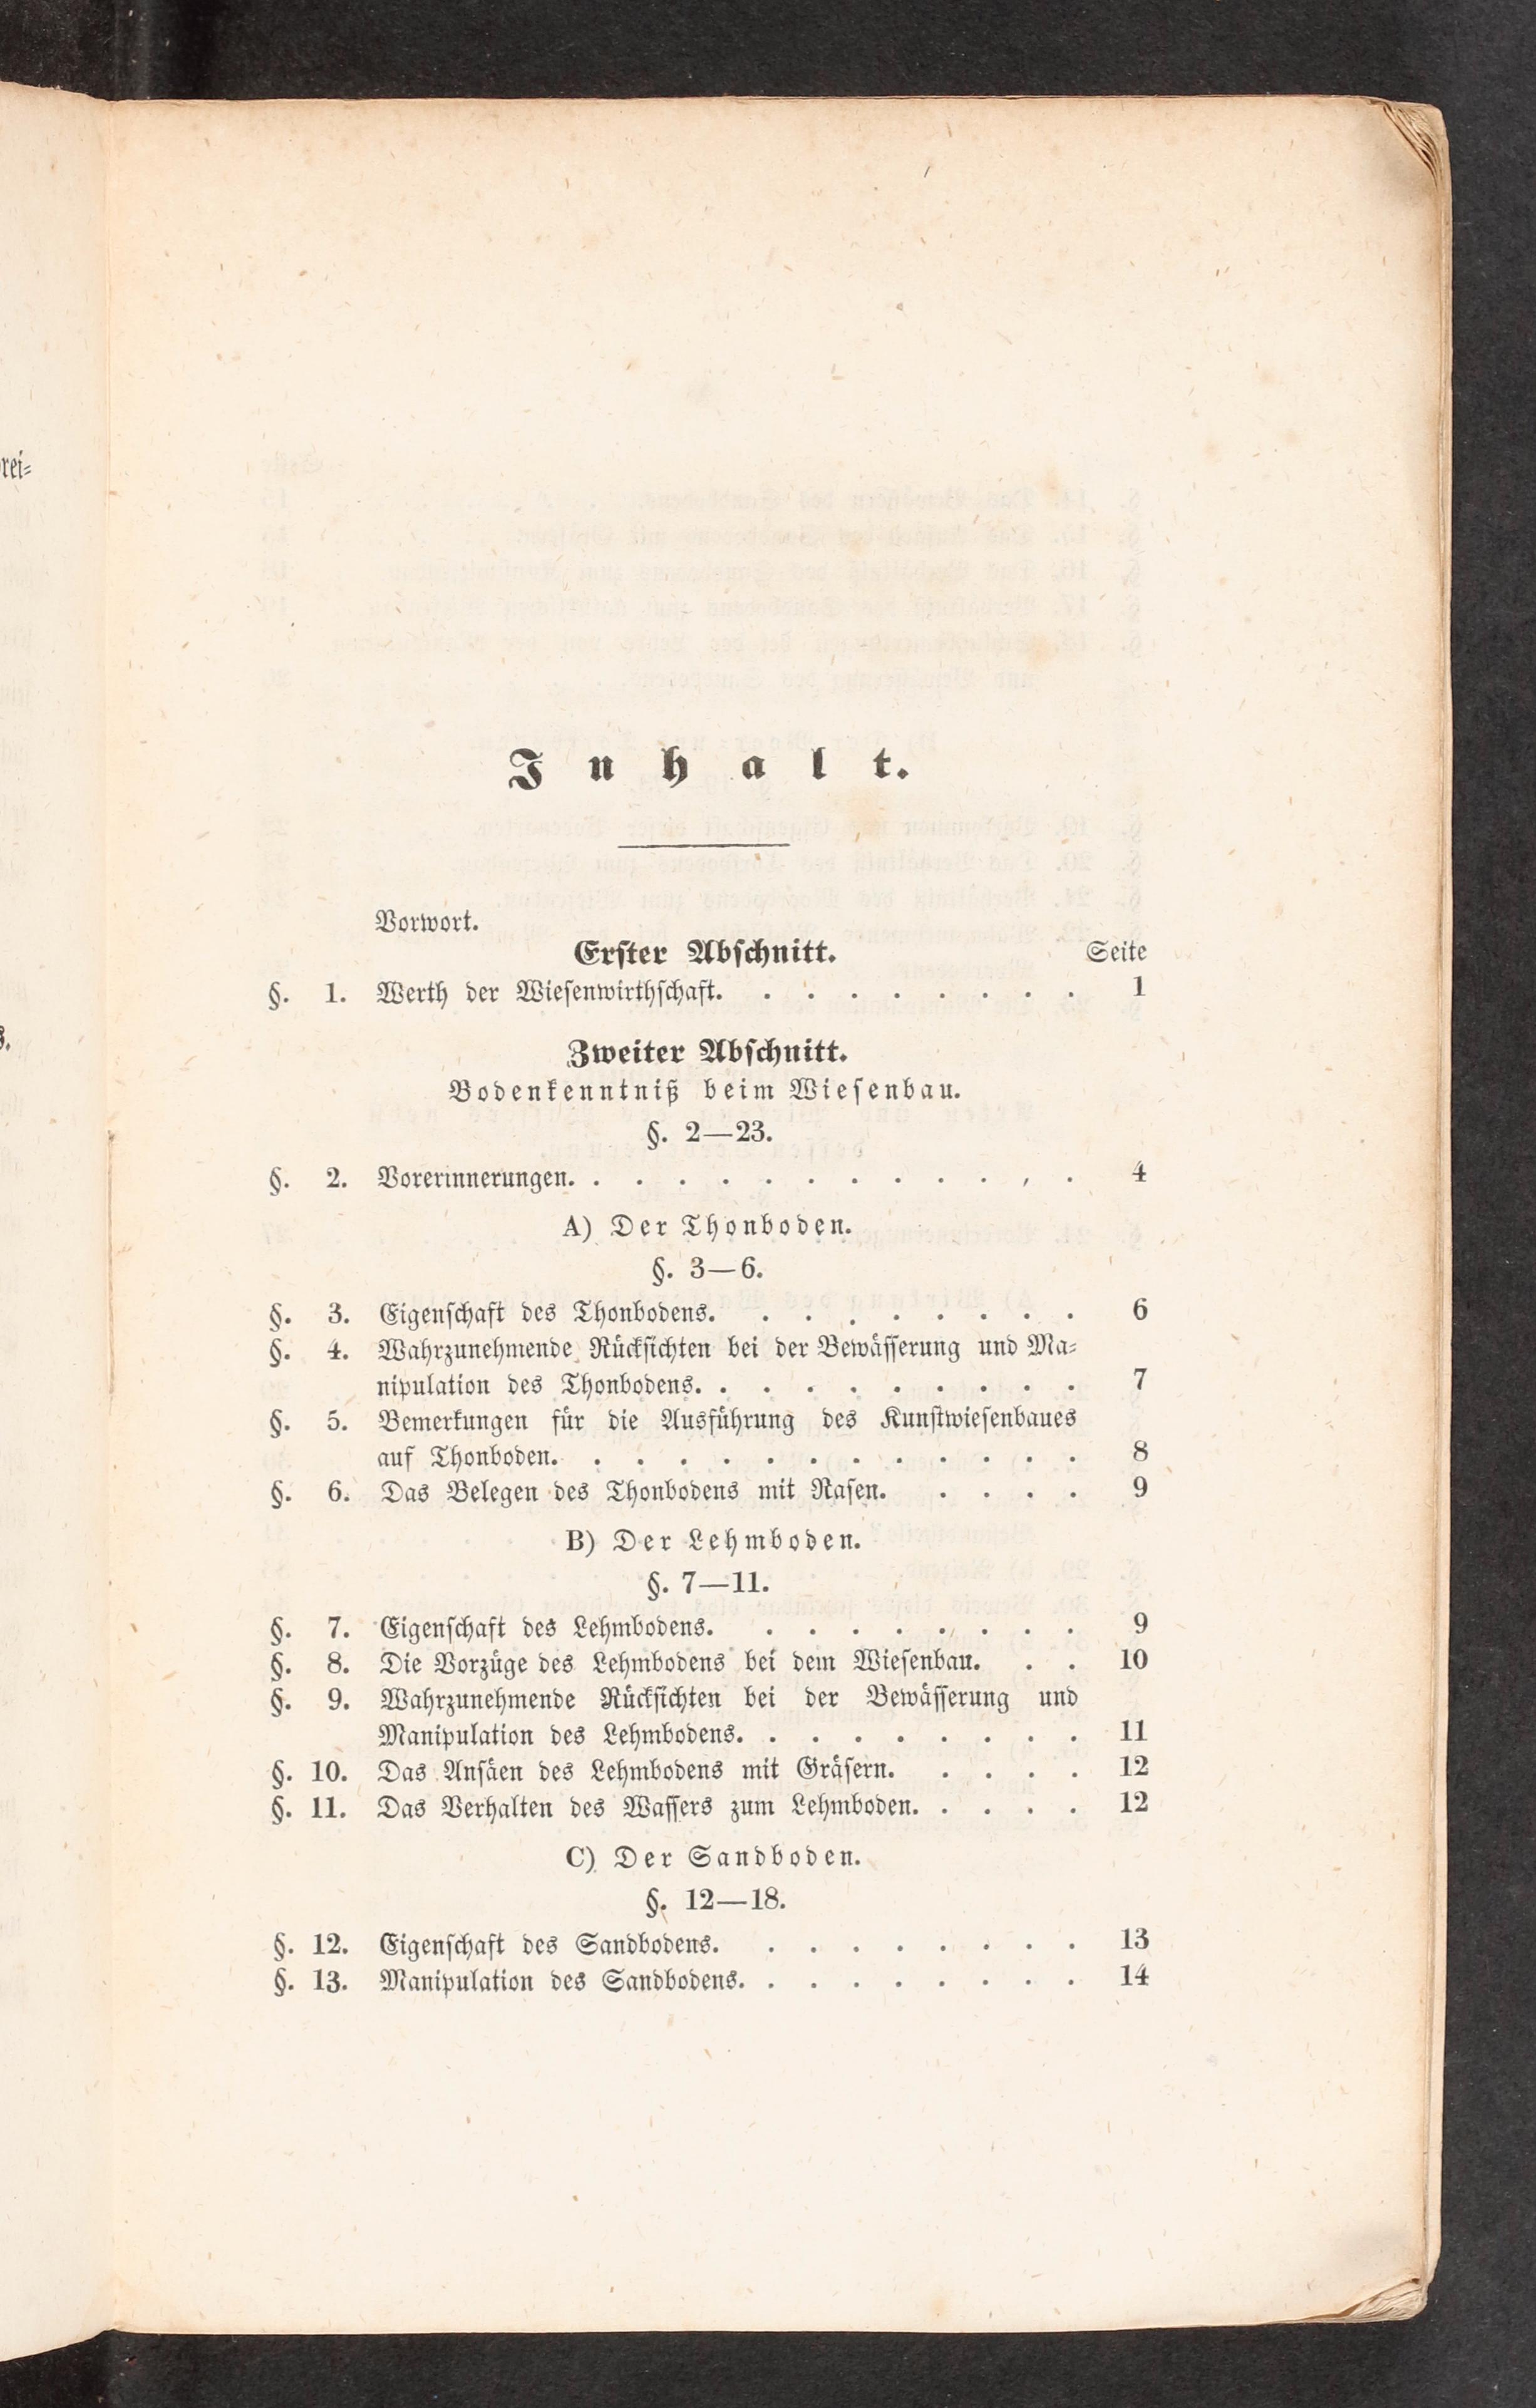 Inhalt.
Vorwort.
Erster Abschnitt. Seite
§. 1. Werth der Wiesenwirthschaft. . . . . . . . . 1
Zweiter Abschnitt.
Bodenkenntniß beim Wiesenbau.
§. 2—23.
§. 2. Vorerinnerungen. . . . . . . . . . . . . 4
A) Der Thonboden.
§. 3—6.
§. 3. Eigenschaft des Thonbodens. . . . . . . . . 6
§. 4. Wahrzunehmende Rücksichten bei der Bewässerung und Ma-
nipulation des Thonbodens. . . . . . . . . . 7
§. 5. Bemerkungen für die Ausführung des Kunstwiesenbaues
auf Thonboden. . . . . . . . . . . . . 8
§. 6. Das Belegen des Thonbodens mit Rasen. . . . . 9
B) Der Lehmboden.
§. 7—11.
§. 7. Eigenschaft des Lehmbodens. . . . . . . . . 9
§. 8. Die Vorzüge des Lehmbodens bei dem Wiesenbau. . . 10
§. 9. Wahrzunehmende Rücksichten bei der Bewässerung und
Manipulation des Lehmbodens. . . . . . . . . 11
§. 10. Das Ansäen des Lehmbodens mit Gräsern. . . . . 12
§. 11. Das Verhalten des Wassers zum Lehmboden. . . . . 12
C) Der Sandboden.
§. 12—18.
§. 12. Eigenschaft des Sandbodens. . . . . . . . . 13
§. 13. Manipulation des Sandbodens. . . . . . . . . 14